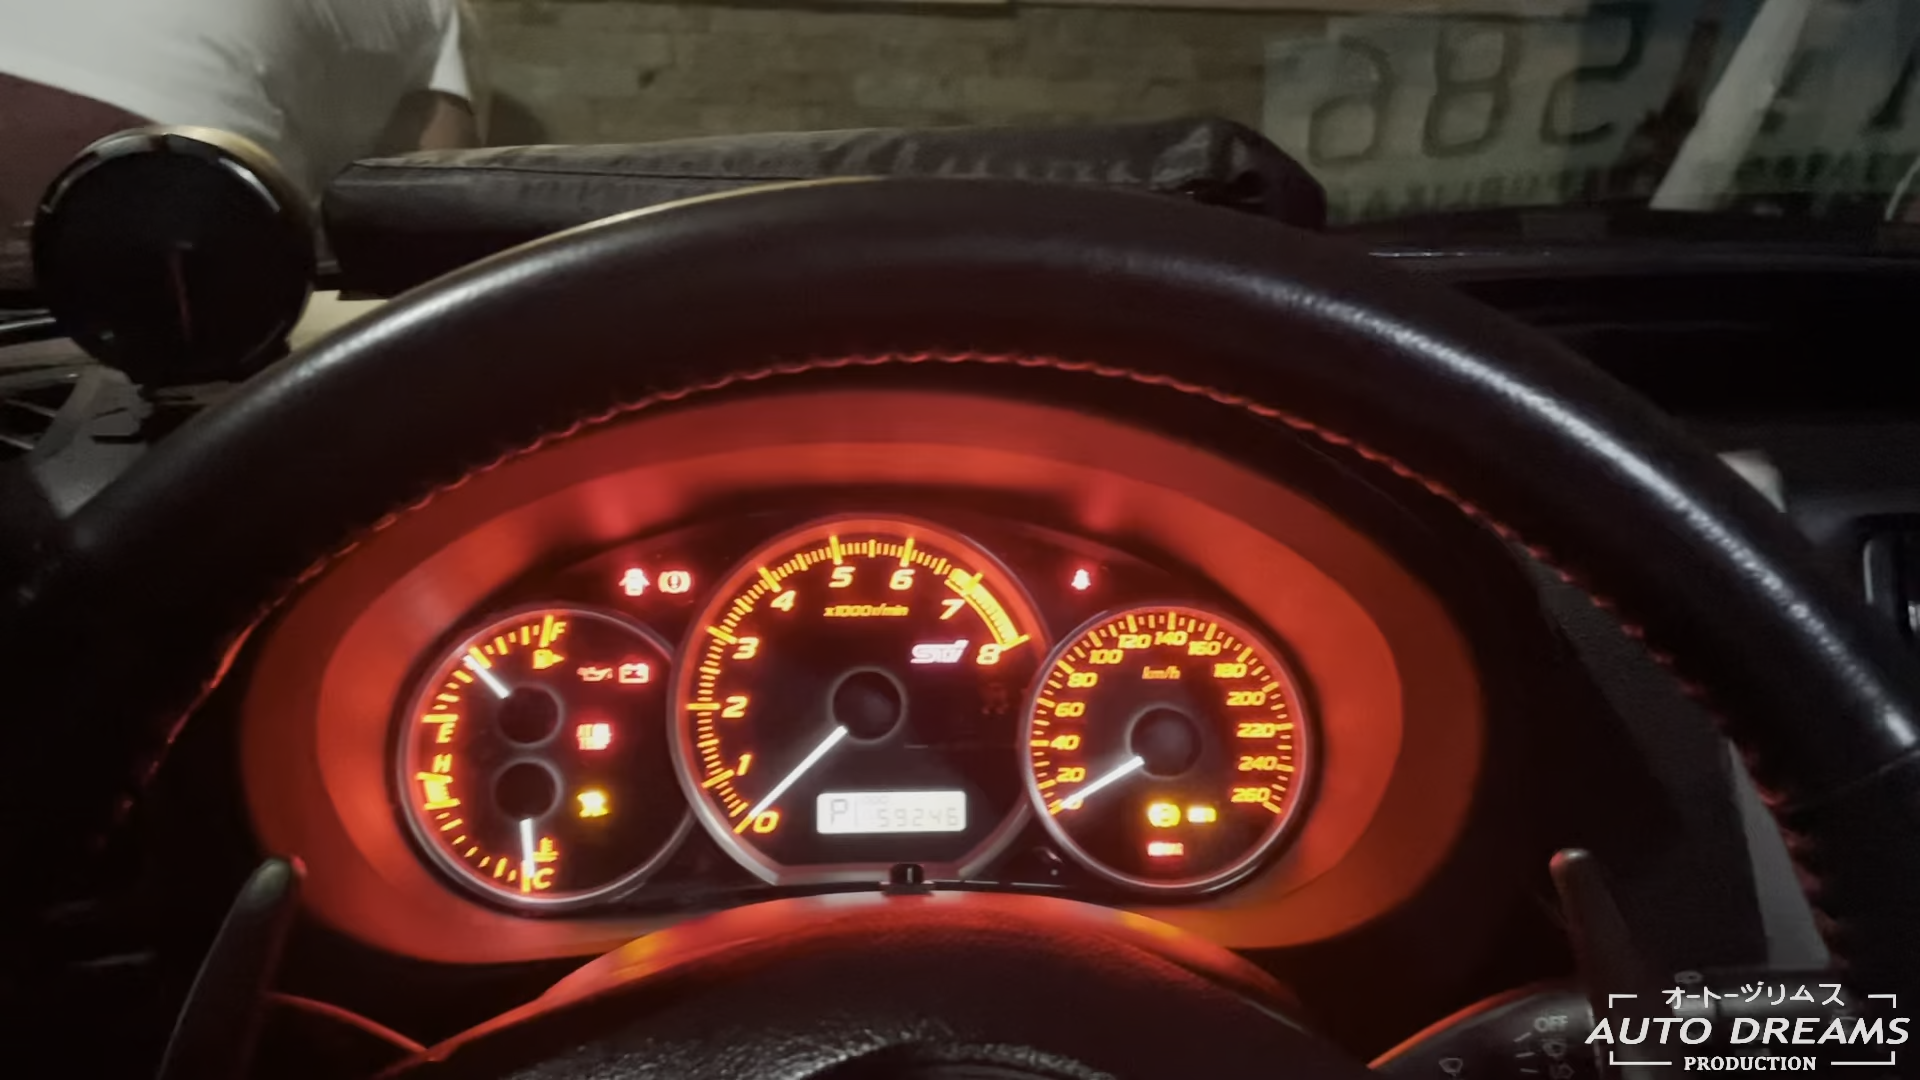 5
6
4
x1000r/min
7
3
STi
8
2
1
0
P
59246
F
E
H
C
120 140
100
160
80
km/h
180
60
200
40
220
20
240
0
260
OFF
オートーヅリムス
AUTO DREAMS
PRODUCTION